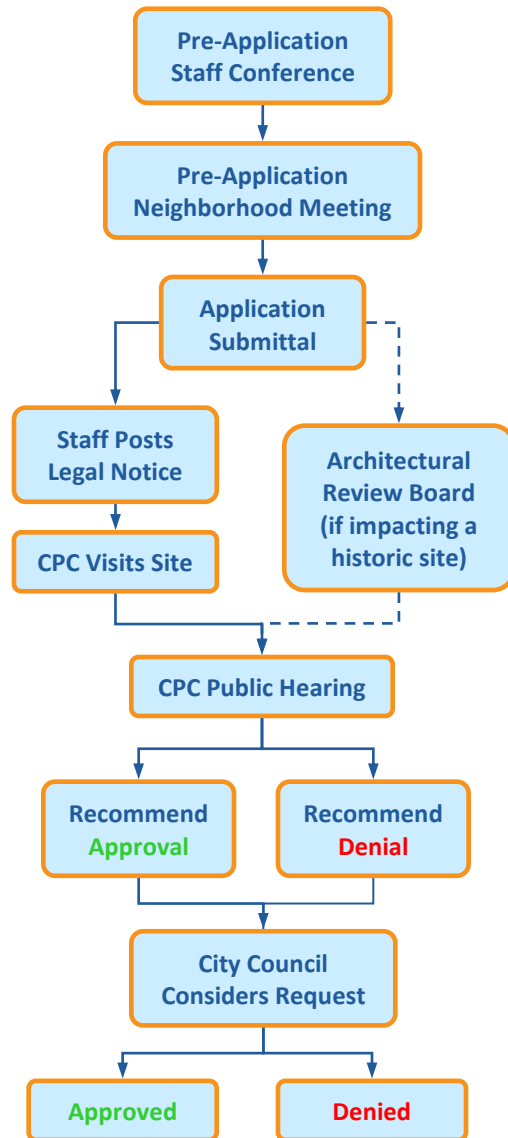 Pre-Application
Staff Conference
Pre-Application
Neighborhood Meeting
Application
Submittal
Staff Posts
Legal Notice
Architectural
Review Board
(if impacting a
historic site)
CPC Visits Site
CPC Public Hearing
Recommend
Approval
Recommend
Denial
City Council
Considers Request
Approved
Denied